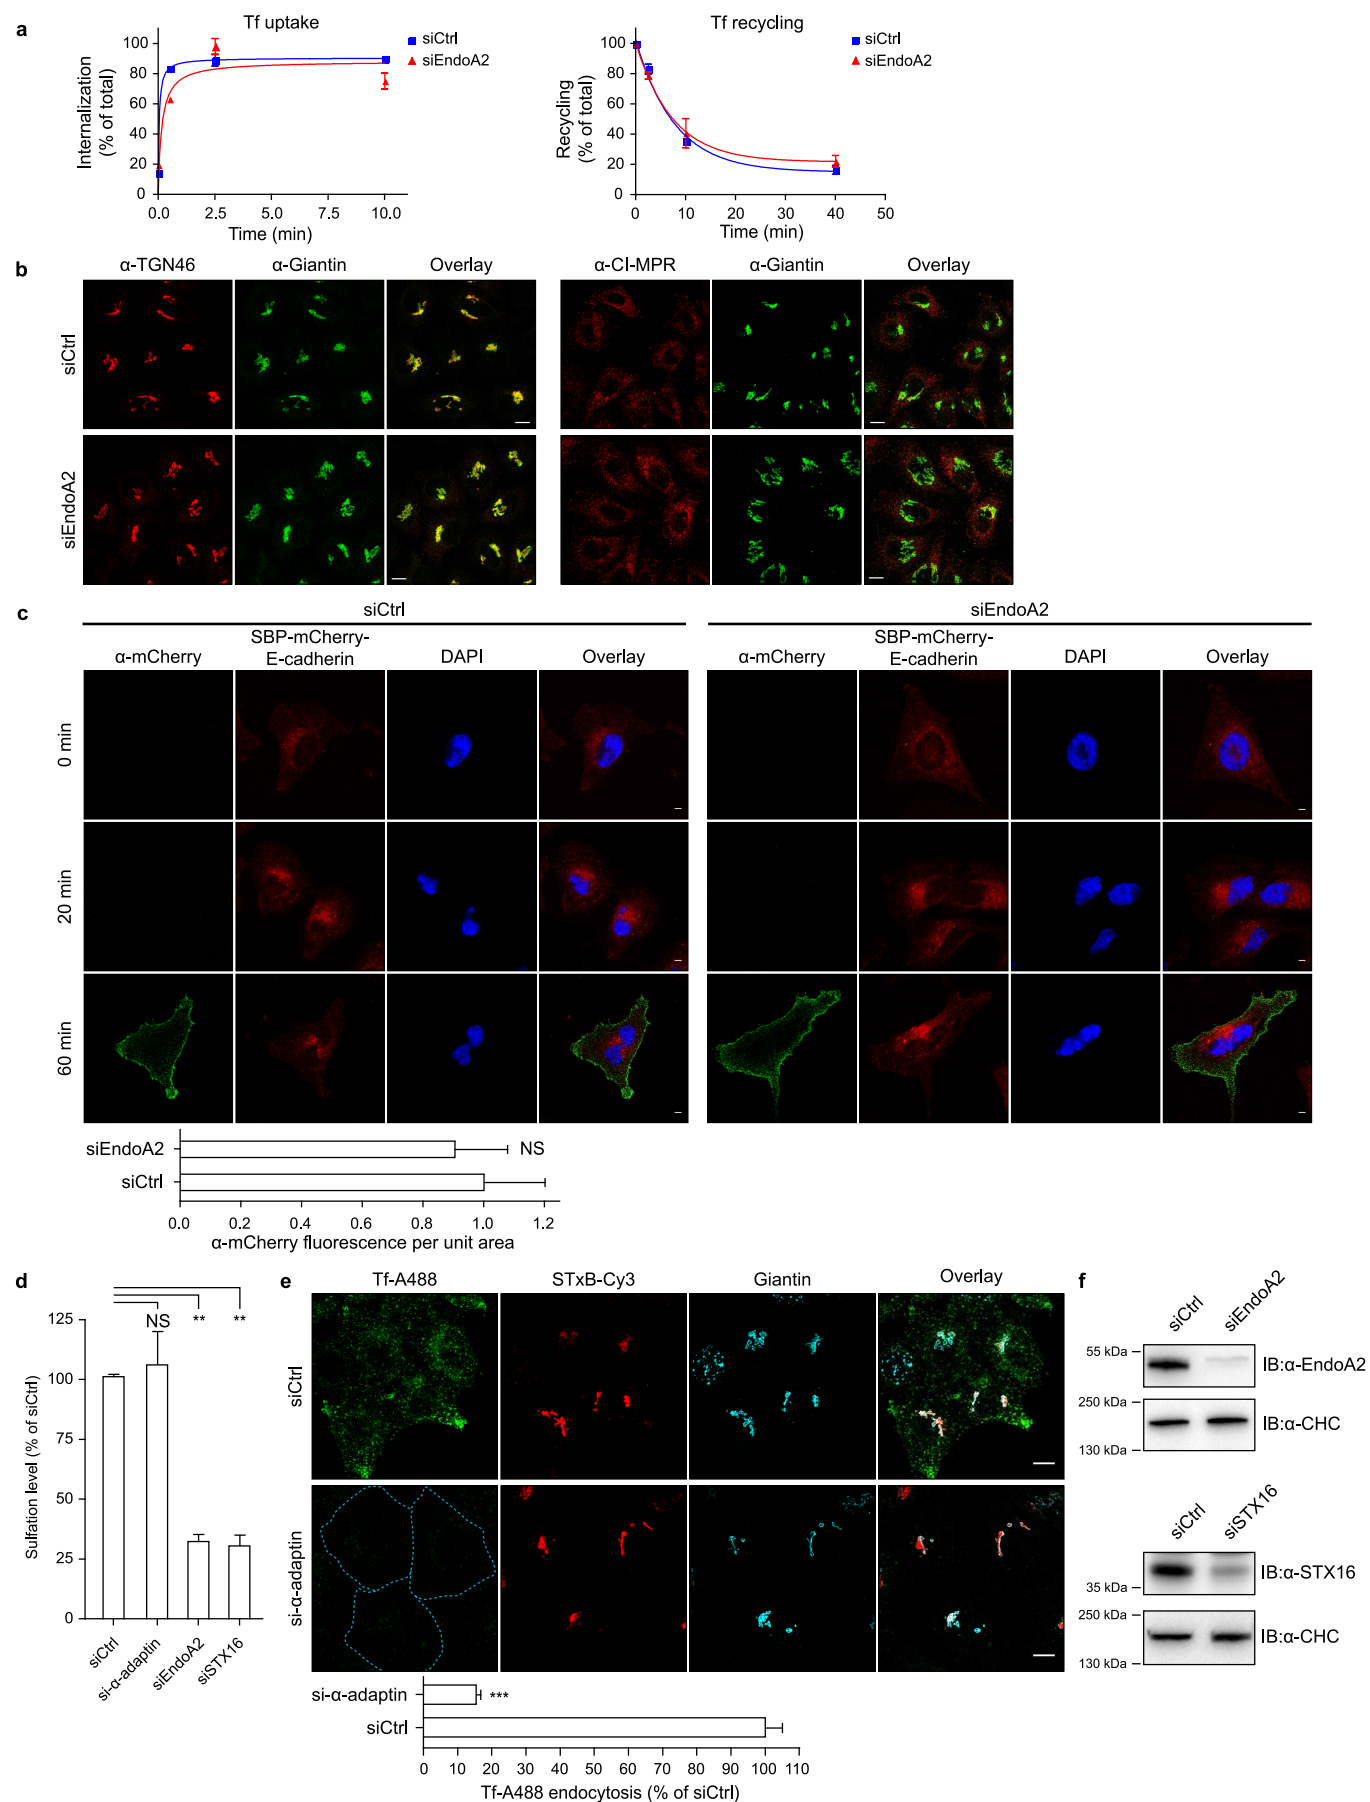 a
Tf uptake
Internalization
(% of total)
100
80
60
40
20
0
0.0 2.5 5.0 7.5 10.0
Time (min)
siCtrl
siEndoA2
Tf recycling
Recycling
(% of total)
100
80
60
40
20
0
0 10 20 30 40 50
Time (min)
siCtrl
siEndoA2
b
α-TGN46 α-Giantin Overlay α-CI-MPR α-Giantin Overlay
siCtrl
siEndoA2
c
siCtrl siEndoA2
α-mCherry SBP-mCherry-E-cadherin DAPI Overlay α-mCherry SBP-mCherry-E-cadherin DAPI Overlay
0 min
20 min
60 min
siEndoA2 NS
siCtrl
0.0 0.2 0.4 0.6 0.8 1.0 1.2
α-mCherry fluorescence per unit area
d
NS ** **
Sulfation level (% of siCtrl)
125
100
75
50
25
0
siCtrl
si-α-adaptin
siEndoA2
siSTX16
e
Tf-A488 STxB-Cy3 Giantin Overlay
siCtrl
si-α-adaptin
si-α-adaptin ***
siCtrl
0 10 20 30 40 50 60 70 80 90 100 110
Tf-A488 endocytosis (% of siCtrl)
f
siCtrl siEndoA2
55 kDa IB:α-EndoA2
250 kDa
IB:α-CHC
130 kDa
siCtrl siSTX16
IB:α-STX16
35 kDa
250 kDa
IB:α-CHC
130 kDa